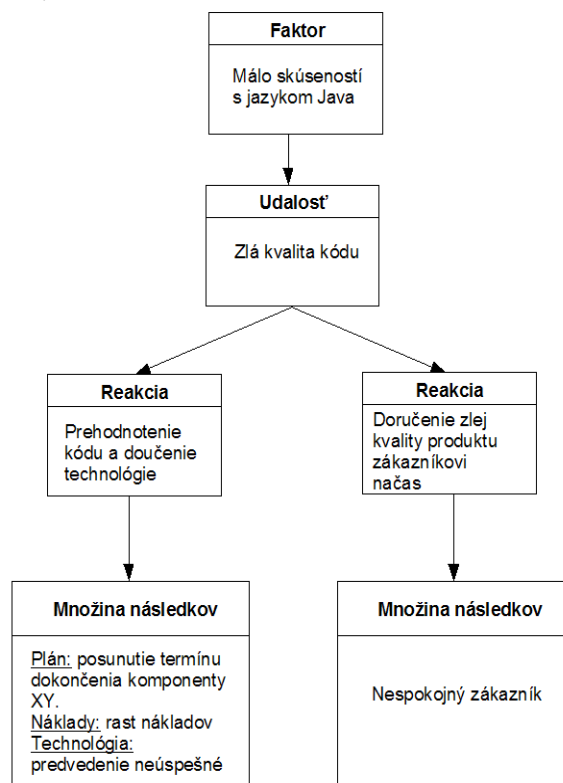 Faktor
Málo skúseností
s jazykom Java
Udalosť
Zlá kvalita kódu
Reakcia
Prehodnotenie
kódu a doučenie
technológie
Reakcia
Doručenie zlej
kvality produktu
zákazníkovi
načas
Množina následkov
Plán: posunutie termínu
dokončenia komponenty
XY.
Náklady: rast nákladov
Technológia:
predvedenie neúspešné
Množina následkov
Nespokojný zákazník